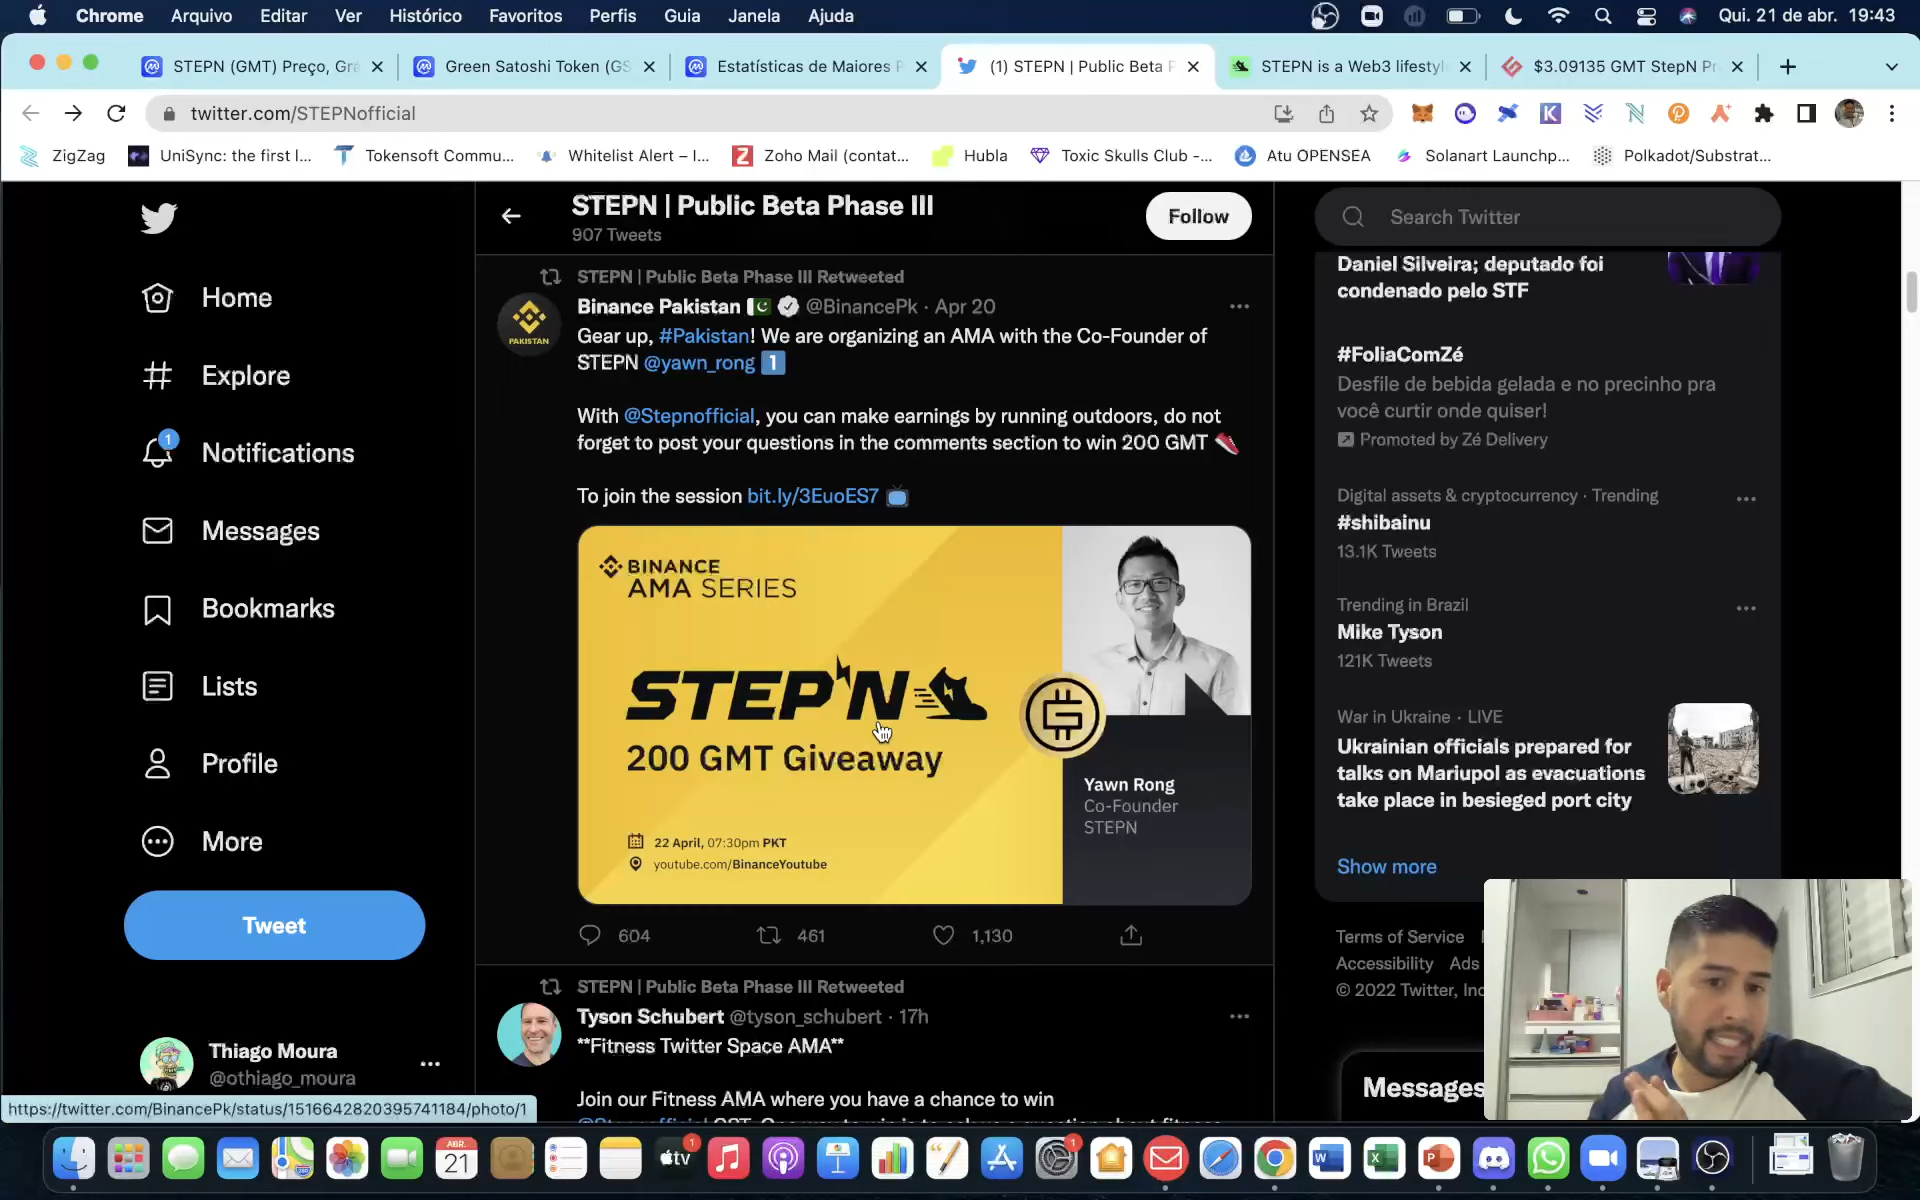 Chrome Arquivo Editar Ver Histórico Favoritos Perfis Guia Janela Ajuda
Qui. 21 de abr. 19:43
STEPN (GMT) Preço, Grá
Green Satoshi Token (GS
Estatísticas de Maiores P
(1) STEPN | Public Beta P
STEPN is a Web3 lifestyl
$3.09135 GMT StepN Pr
twitter.com/STEPNofficial
ZigZag
UniSync: the first l...
Tokensoft Commu...
Whitelist Alert – I...
Zoho Mail (contat...
Hubla
Toxic Skulls Club -...
Atu OPENSEA
Solanart Launchp...
Polkadot/Substrat...
Home
Explore
1
Notifications
Messages
Bookmarks
Lists
Profile
More
Tweet
Thiago Moura
@othiago_moura
https://twitter.com/BinancePk/status/1516642820395741184/photo/1
STEPN | Public Beta Phase III
907 Tweets
Follow
STEPN | Public Beta Phase III Retweeted
Binance Pakistan @BinancePk · Apr 20
Gear up, #Pakistan! We are organizing an AMA with the Co-Founder of
STEPN @yawn_rong 1
With @Stepnofficial, you can make earnings by running outdoors, do not
forget to post your questions in the comments section to win 200 GMT
To join the session bit.ly/3EuoES7
PAKISTAN
BINANCE
AMA SERIES
STEP'N
200 GMT Giveaway
22 April, 07:30pm PKT
youtube.com/BinanceYoutube
Yawn Rong
Co-Founder
STEPN
604 461 1,130
STEPN | Public Beta Phase III Retweeted
Tyson Schubert @tyson_schubert · 17h
**Fitness Twitter Space AMA**
Join our Fitness AMA where you have a chance to win
Search Twitter
Daniel Silveira; deputado foi
condenado pelo STF
#FoliaComZé
Desfile de bebida gelada e no precinho pra
você curtir onde quiser!
Promoted by Zé Delivery
Digital assets & cryptocurrency · Trending
#shibainu
13.1K Tweets
Trending in Brazil
Mike Tyson
121K Tweets
War in Ukraine · LIVE
Ukrainian officials prepared for
talks on Mariupol as evacuations
take place in besieged port city
Show more
Terms of Service
Accessibility Ads
© 2022 Twitter, Inc
Messages
ABR.
21
tv
1
1